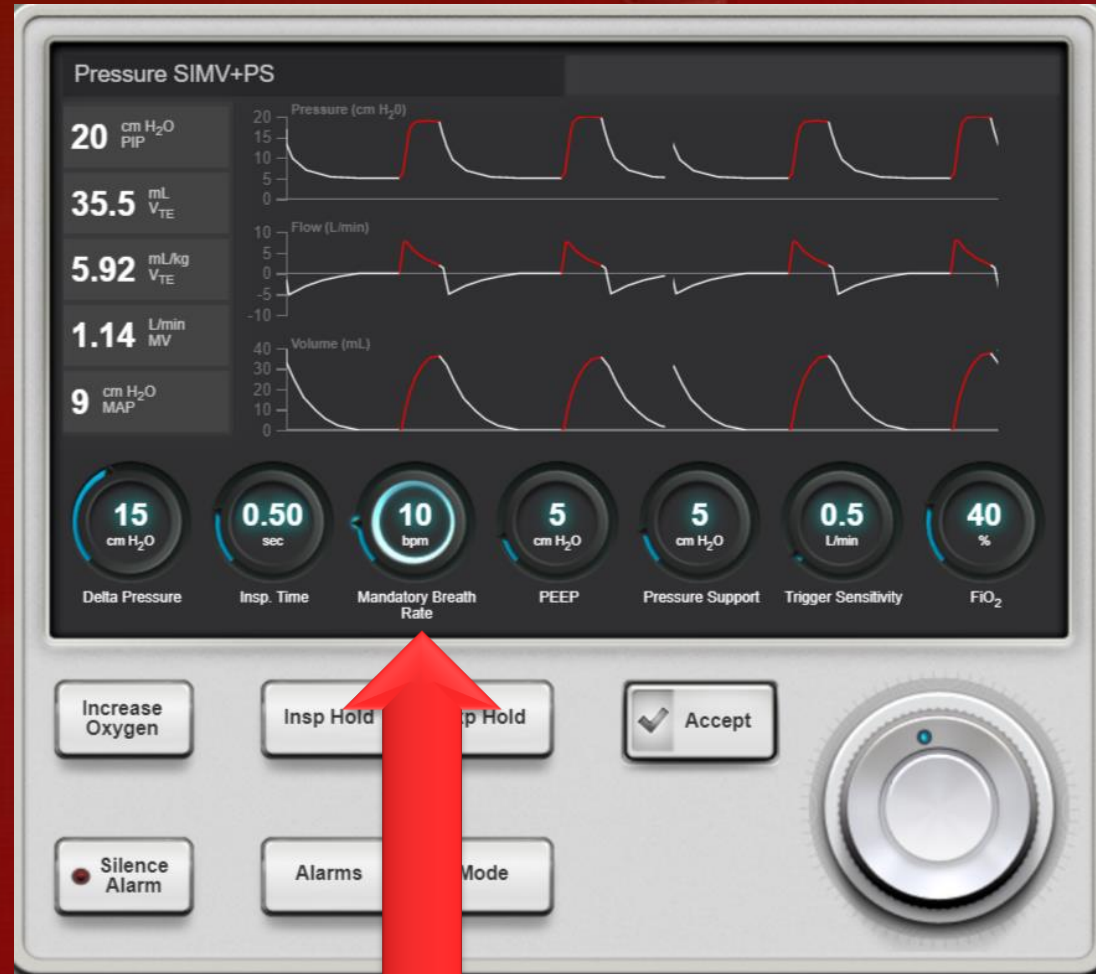 Pressure SIMV+PS
20 cm H2O PIP
35.5 mL VTE
5.92 mL/kg VTE
1.14 L/min MV
9 cm H2O MAP
Pressure (cm H20)
20
15
10
5
0
Flow (L/min)
10
5
0
-5
-10
Volume (mL)
40
30
20
10
0
15 cm H2O
Delta Pressure
0.50 sec
Insp. Time
10 bpm
Mandatory Breath
Rate
5 cm H2O
PEEP
5 cm H2O
Pressure Support
0.5 L/min
Trigger Sensitivity
40 %
FiO2
Increase
Oxygen
Insp Hold
Hold
Accept
Silence
Alarm
Alarms
Mode